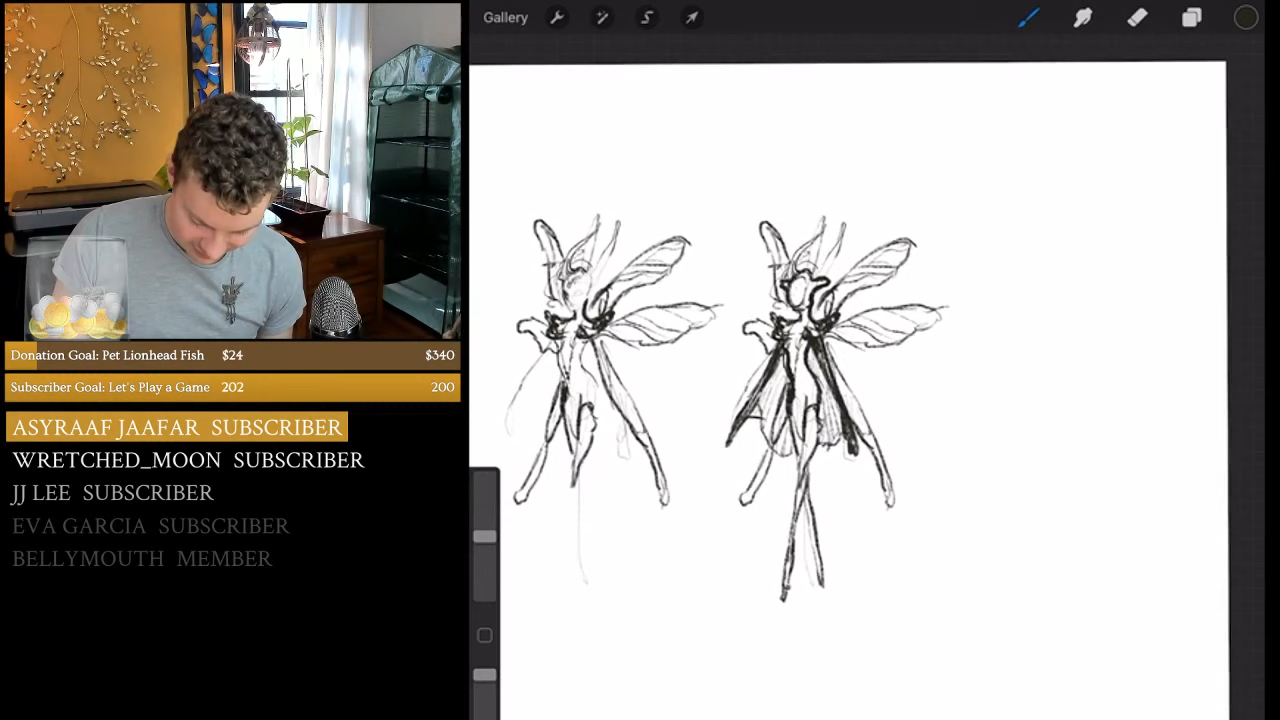 Gallery
Donation Goal: Pet Lionhead Fish $24 $340
Subscriber Goal: Let's Play a Game 202 200
ASYRAAF JAAFAR SUBSCRIBER
WRETCHED_MOON SUBSCRIBER
JJ LEE SUBSCRIBER
EVA GARCIA SUBSCRIBER
BELLYMOUTH MEMBER